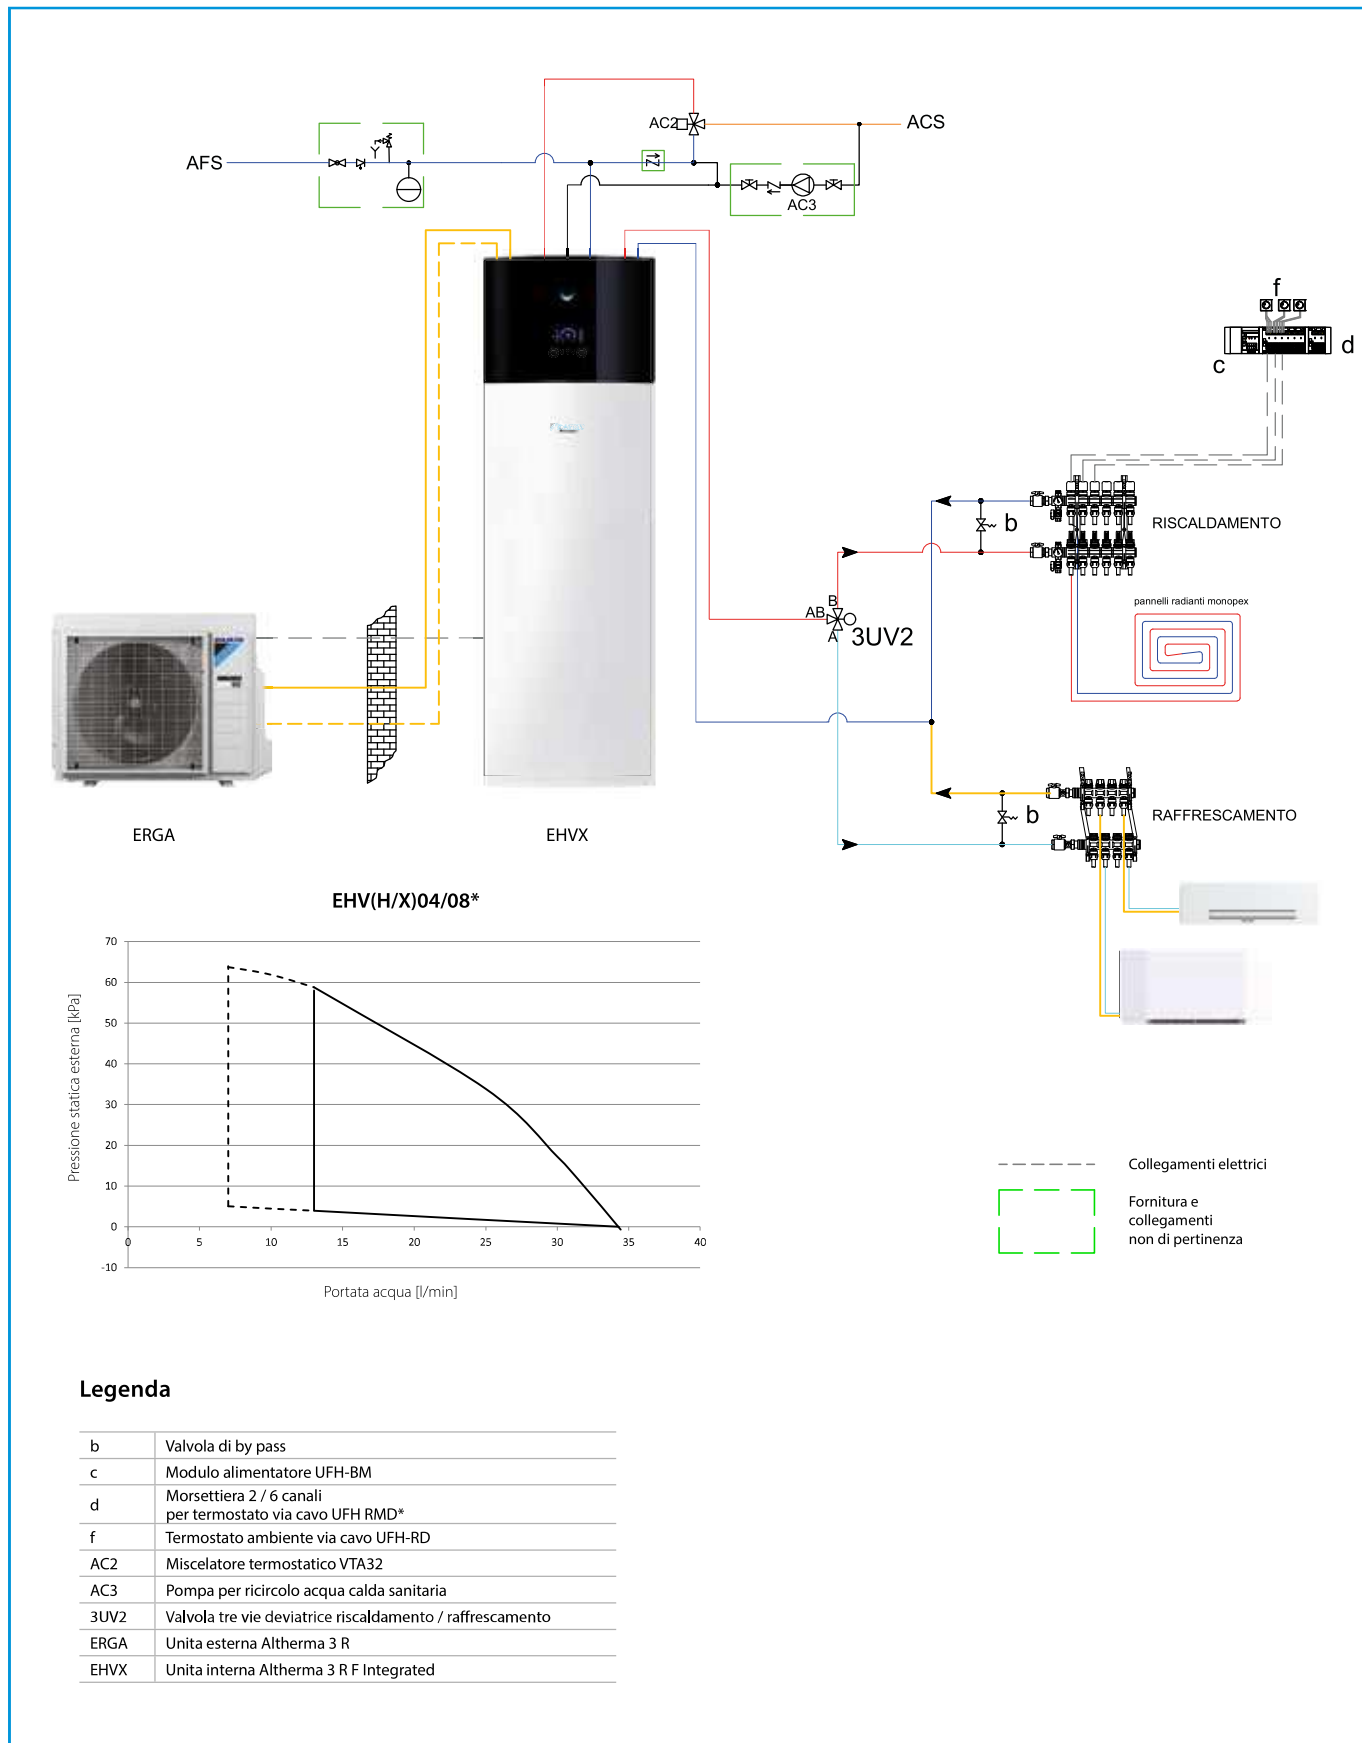 AC2
ACS
AFS
AC3
f
c
d
b
RISCALDAMENTO
B
AB
A
3UV2
pannelli radianti monopex
b
RAFFRESCAMENTO
ERGA
EHVX
EHV(H/X)04/08*
Pressione statica esterna [kPa]
70
60
50
40
30
20
10
0
-10
0 5 10 15 20 25 30 35 40
Portata acqua [l/min]
Collegamenti elettrici
Fornitura e
collegamenti
non di pertinenza
Legenda
b Valvola di by pass
c Modulo alimentatore UFH-BM
d Morsettiera 2 / 6 canali
per termostato via cavo UFH RMD*
f Termostato ambiente via cavo UFH-RD
AC2 Miscelatore termostatico VTA32
AC3 Pompa per ricircolo acqua calda sanitaria
3UV2 Valvola tre vie deviatrice riscaldamento / raffrescamento
ERGA Unita esterna Altherma 3 R
EHVX Unita interna Altherma 3 R F Integrated